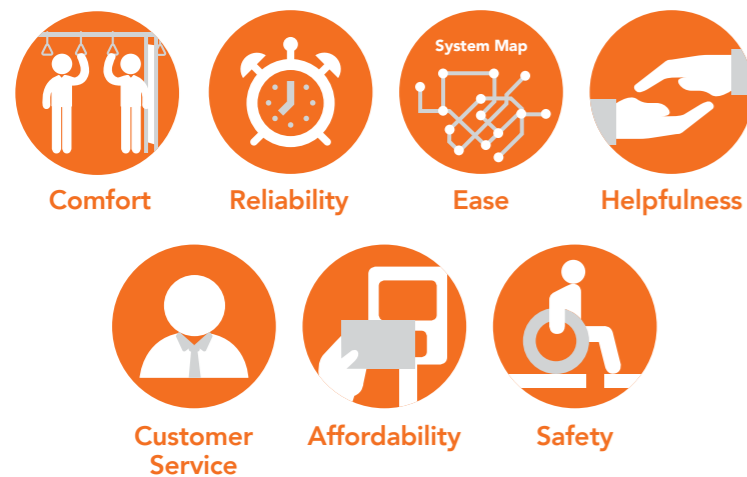 System Map
Comfort
Reliability
Ease
Helpfulness
Customer
Service
Affordability
Safety